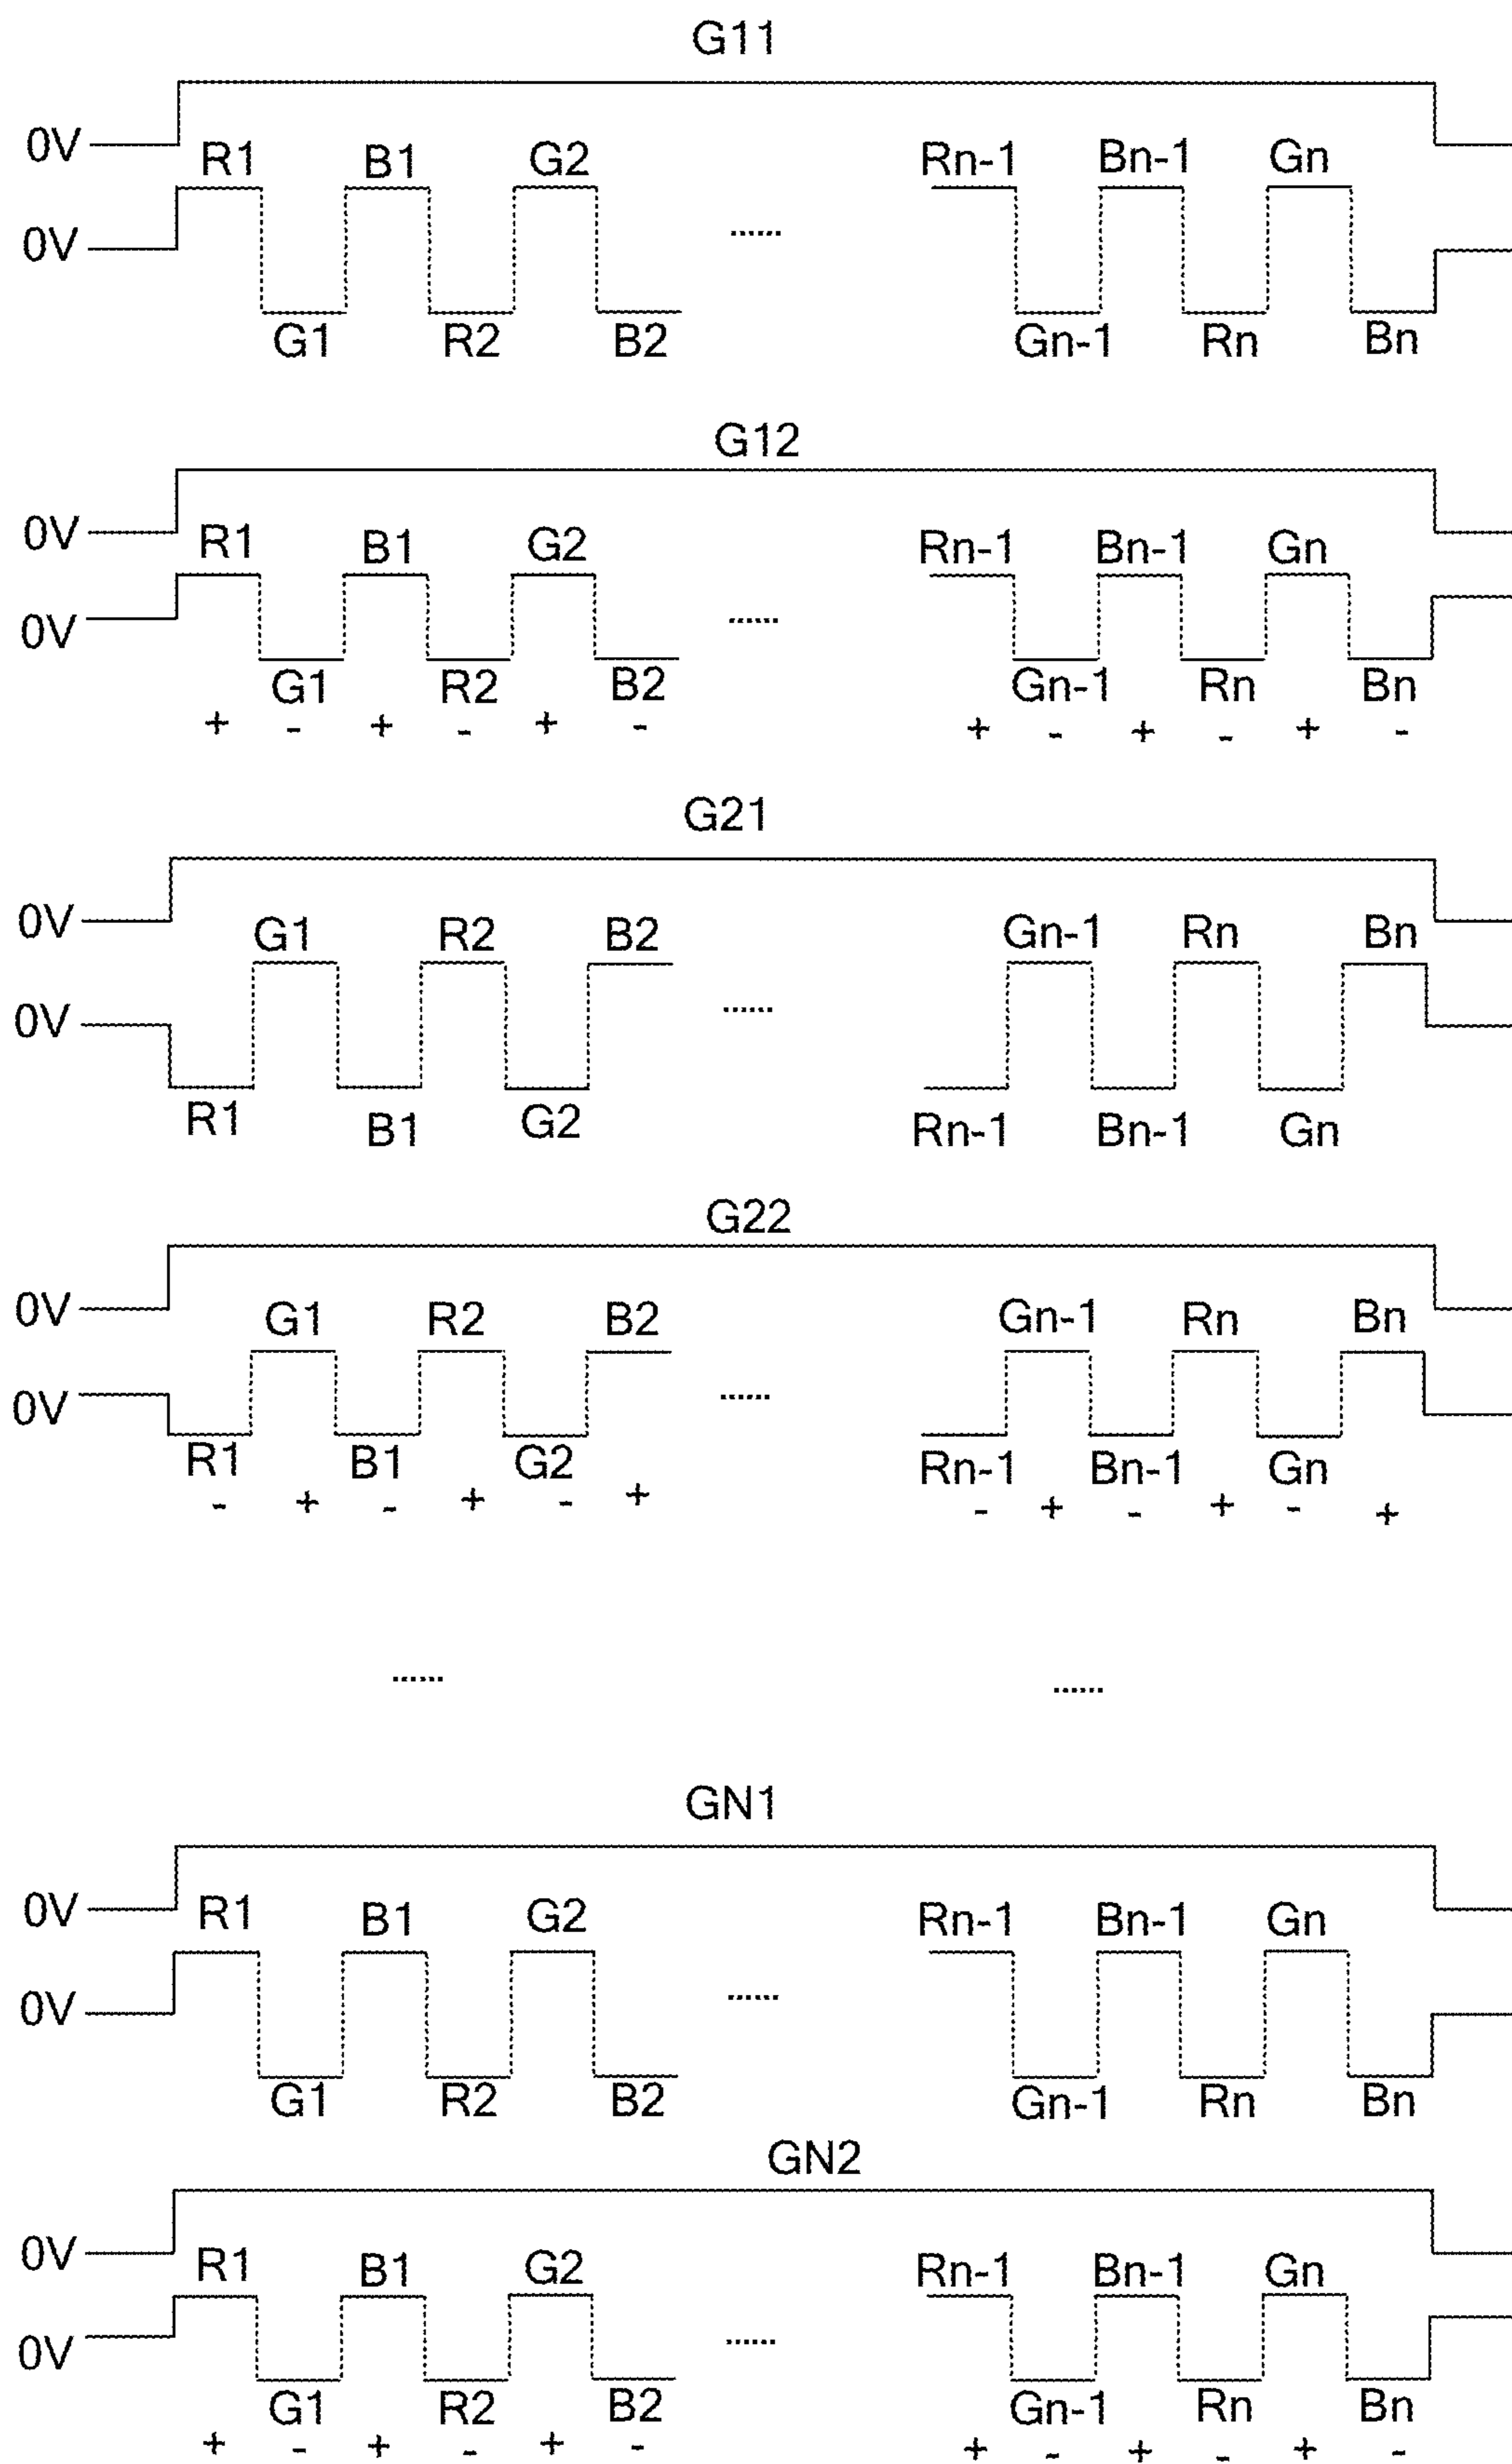 G11
0V
R1 B1 G2 Rn-1 Bn-1 Gn
0V
......
G1 R2 B2 Gn-1 Rn Bn
G12
0V
R1 B1 G2 Rn-1 Bn-1 Gn
0V
......
G1 R2 B2 Gn-1 Rn Bn
+ - + - + - + - + - + -
G21
0V
G1 R2 B2 Gn-1 Rn Bn
0V
......
R1 B1 G2 Rn-1 Bn-1 Gn
G22
0V
G1 R2 B2 Gn-1 Rn Bn
0V
......
R1 B1 G2 Rn-1 Bn-1 Gn
- + - + - + - + - + - +
...... ......
GN1
0V
R1 B1 G2 Rn-1 Bn-1 Gn
0V
......
G1 R2 B2 Gn-1 Rn Bn
GN2
0V
R1 B1 G2 Rn-1 Bn-1 Gn
0V
......
G1 R2 B2 Gn-1 Rn Bn
+ - + - + - + - + - + -